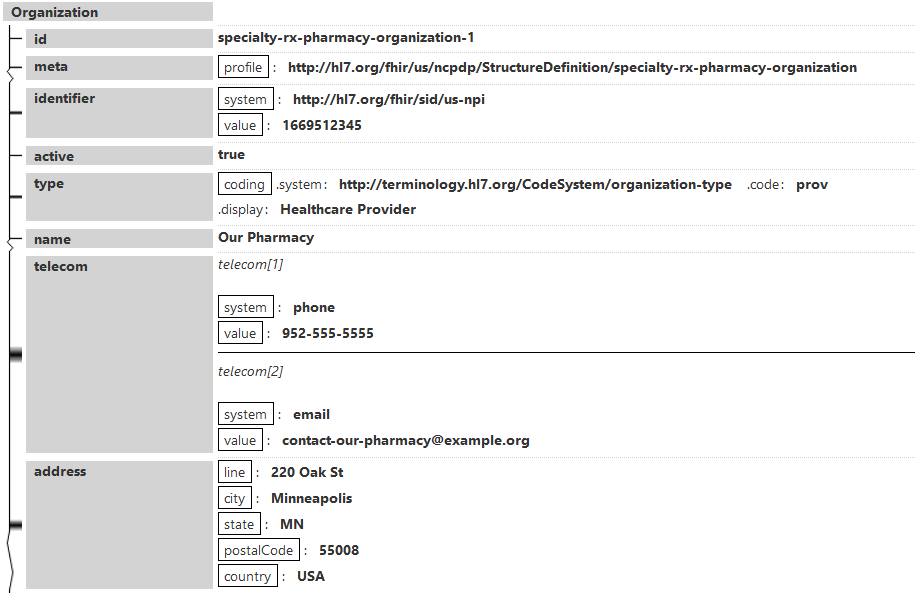 Organization
id specialty-rx-pharmacy-organization-1
meta profile : http://hl7.org/fhir/us/ncpdp/StructureDefinition/specialty-rx-pharmacy-organization
identifier system : http://hl7.org/fhir/sid/us-npi
value : 1669512345
active true
type coding .system: http://terminology.hl7.org/CodeSystem/organization-type .code: prov
.display: Healthcare Provider
name Our Pharmacy
telecom telecom[1]
system : phone
value : 952-555-5555
telecom[2]
system : email
value : contact-our-pharmacy@example.org
address line : 220 Oak St
city : Minneapolis
state : MN
postalCode : 55008
country : USA